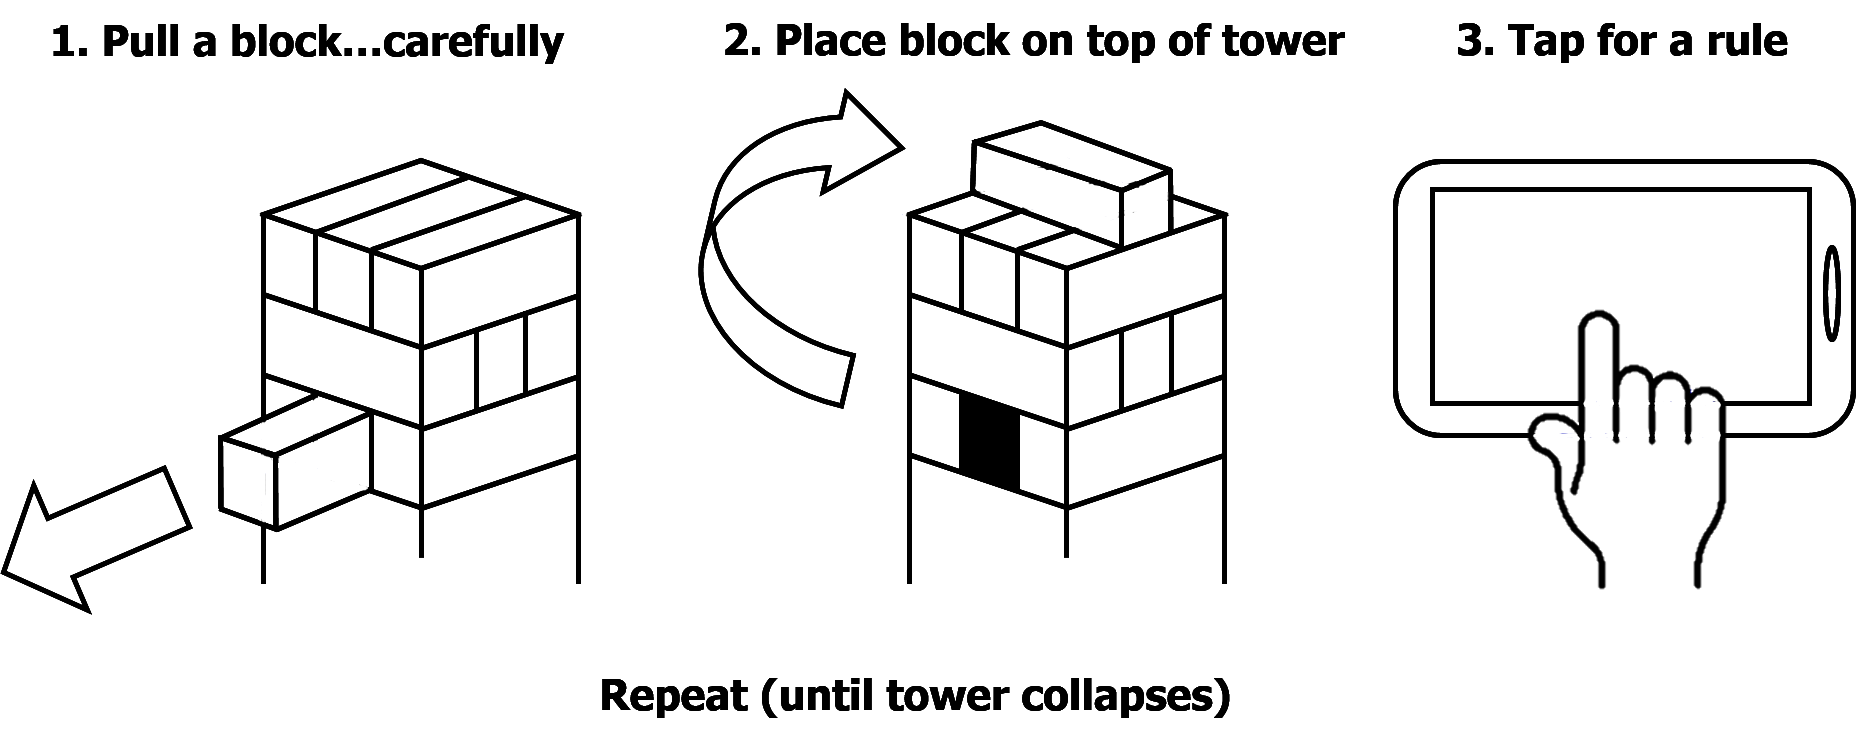 1. Pull a block...carefully
2. Place block on top of tower
3. Tap for a rule
Repeat (until tower collapses)